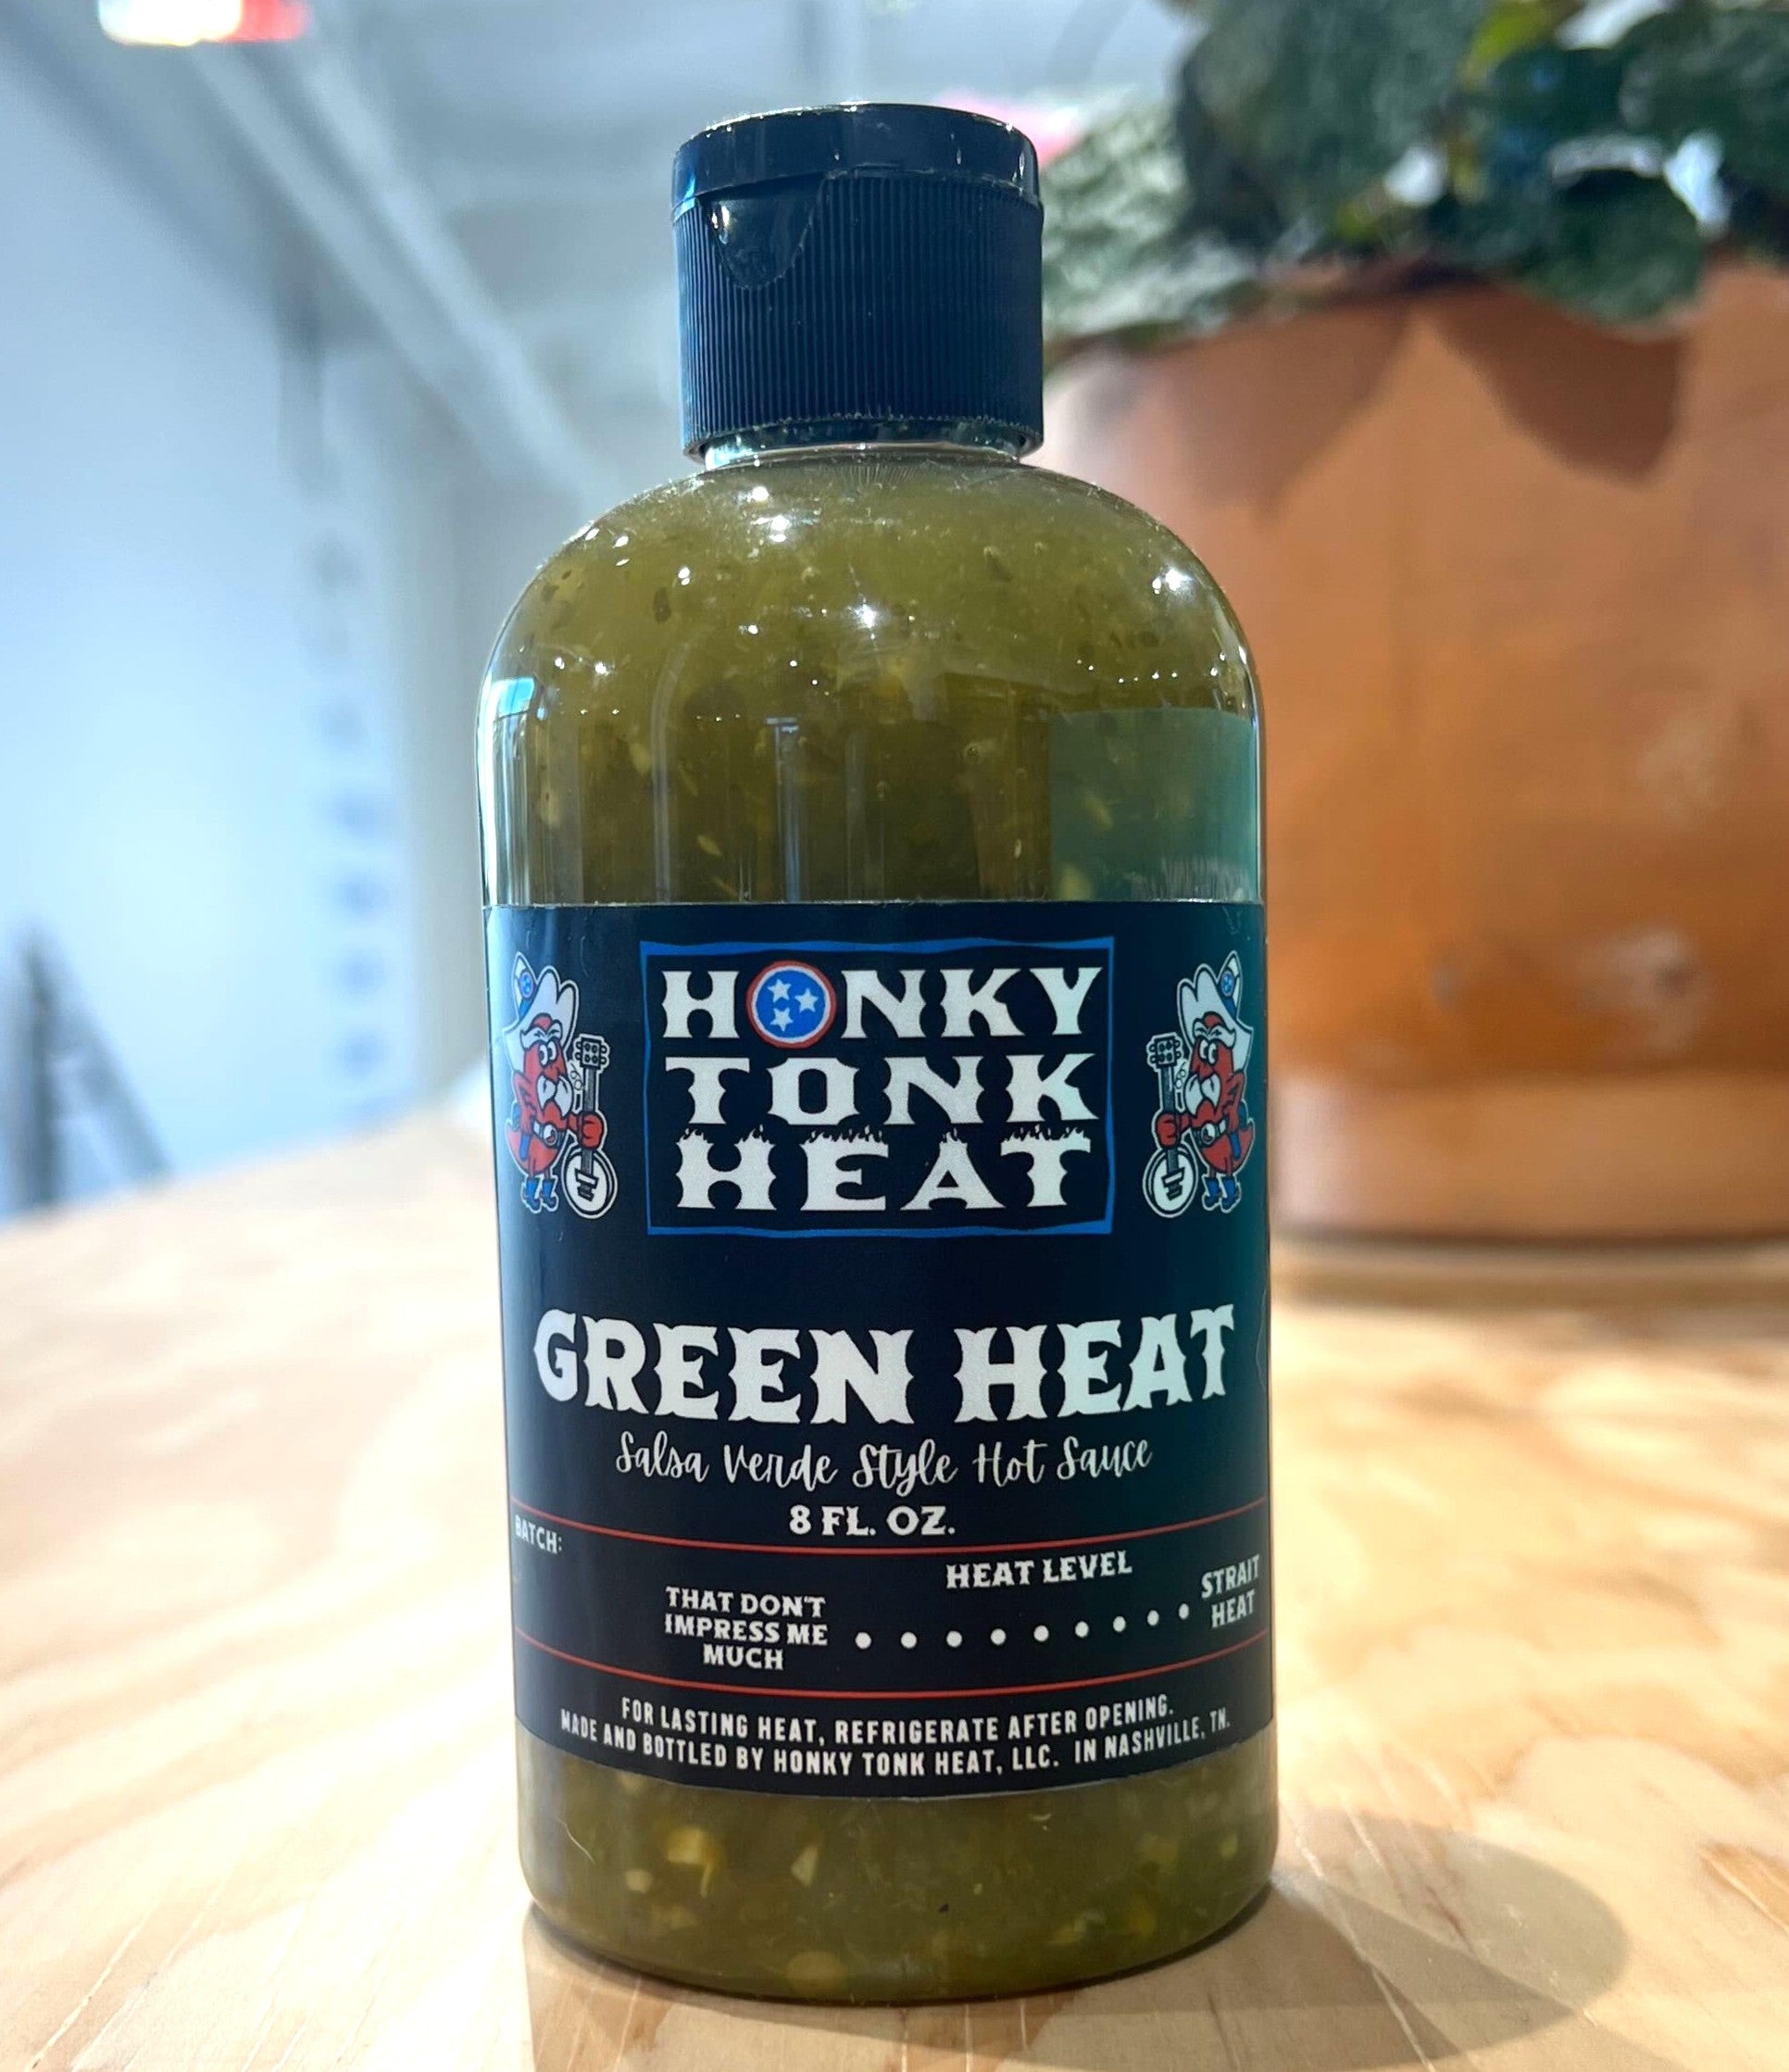 HONKY
TONK
HEAT
GREEN HEAT
Salsa Verde Style Hot Sauce
8 FL. OZ.
BATCH:
HEAT LEVEL
THAT DON'T
IMPRESS ME
MUCH
STRAIT
HEAT
FOR LASTING HEAT, REFRIGERATE AFTER OPENING.
MADE AND BOTTLED BY HONKY TONK HEAT, LLC. IN NASHVILLE, TN.